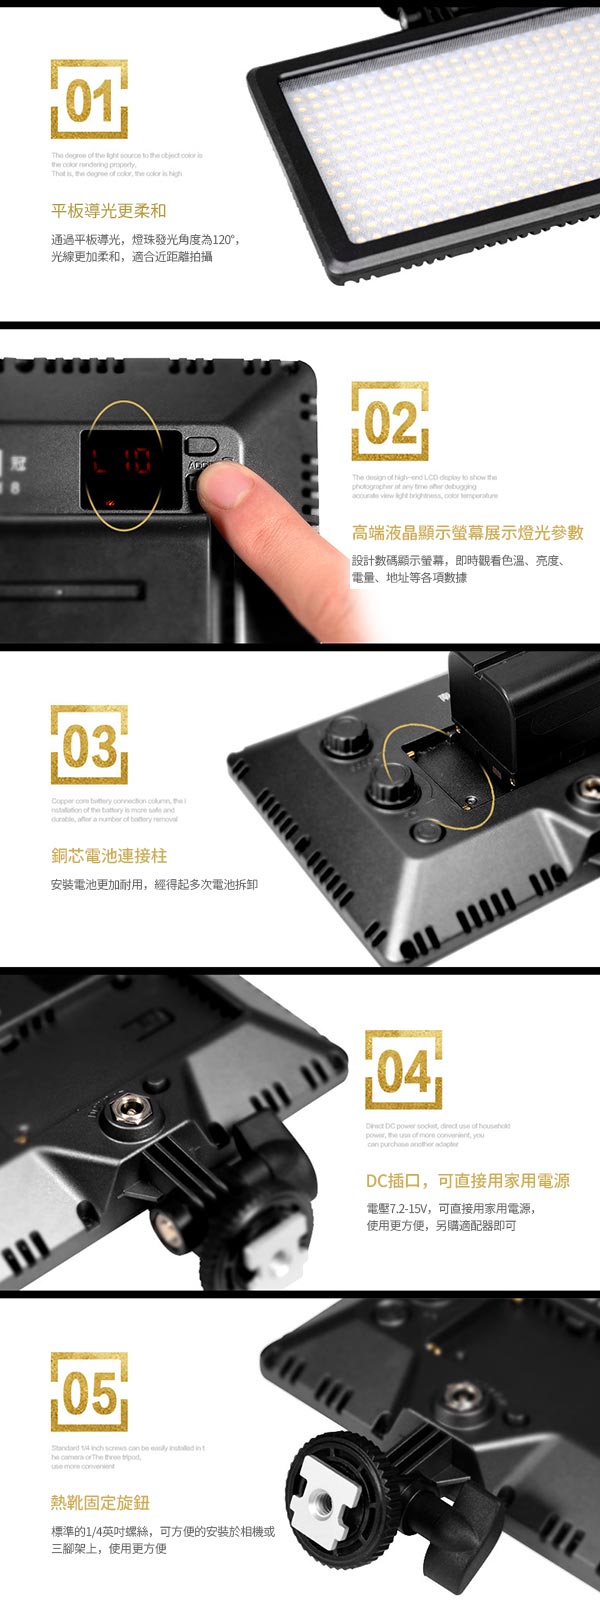 01
The degree of the light source to the object color is
the color rendering property,
That is, the degree of color, the color is high
平板導光更柔和
通過平板導光，燈珠發光角度為120°，
光線更加柔和，適合近距離拍攝
冠
8
L10
02
The design of high-end LCD display to show the
photographer at any time after debugging
accurate view light brightness, color temperature
高端液晶顯示螢幕展示燈光參數
設計數碼顯示螢幕，即時觀看色溫、亮度、
電量、地址等各項數據
03
Copper core battery connection column, the i
nstallation of the battery is more safe and
durable, after a number of battery removal
銅芯電池連接柱
安裝電池更加耐用，經得起多次電池拆卸
04
Direct DC power socket, direct use of household
power, the use of more convenient, you
can purchase another adapter
DC插口，可直接用家用電源
電壓7.2-15V，可直接用家用電源，
使用更方便，另購適配器即可
05
Standard 1/4 inch screws can be easily installed in t
he camera orThe three tripod,
use more convenient
熱靴固定旋鈕
標準的1/4英吋螺絲，可方便的安裝於相機或
三腳架上，使用更方便